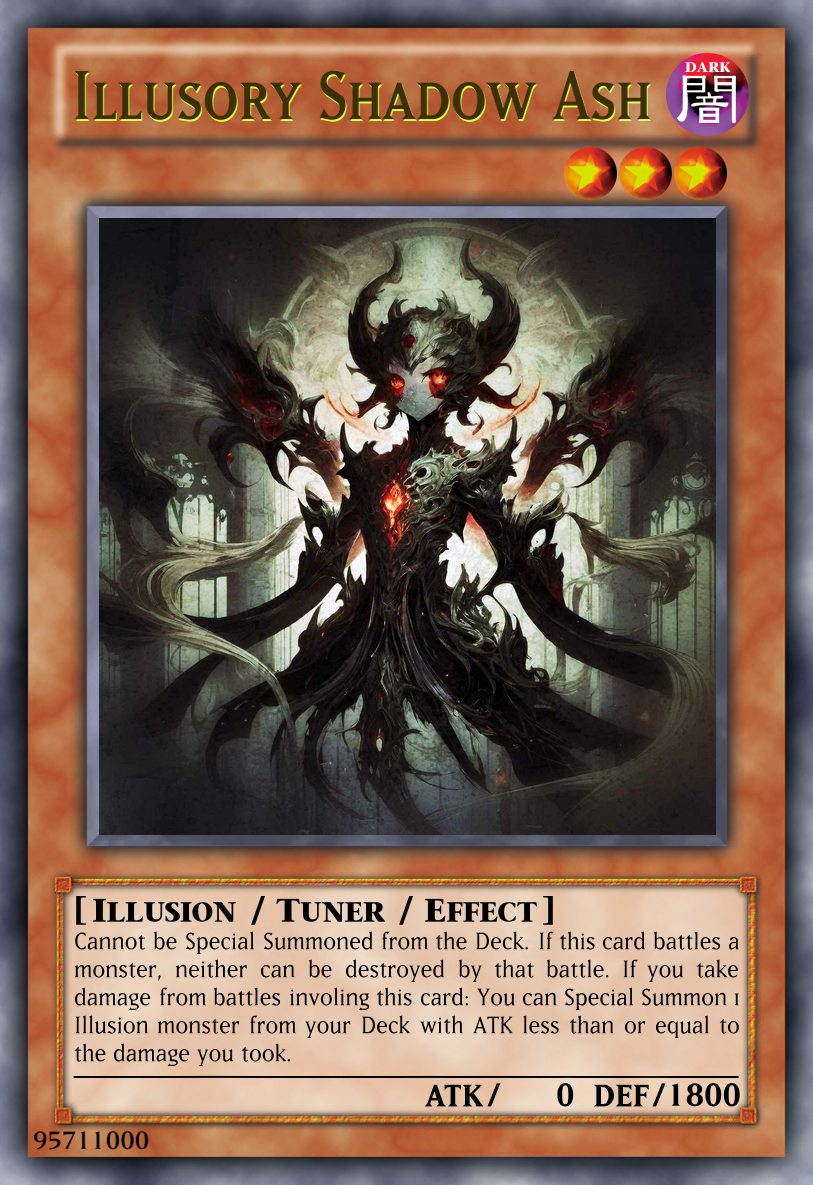 Illusory Shadow Ash
DARK
闇
[ Illusion / Tuner / Effect ]
Cannot be Special Summoned from the Deck. If this card battles a
monster, neither can be destroyed by that battle. If you take
damage from battles involing this card: You can Special Summon 1
Illusion monster from your Deck with ATK less than or equal to
the damage you took.
ATK/ 0 DEF/1800
95711000